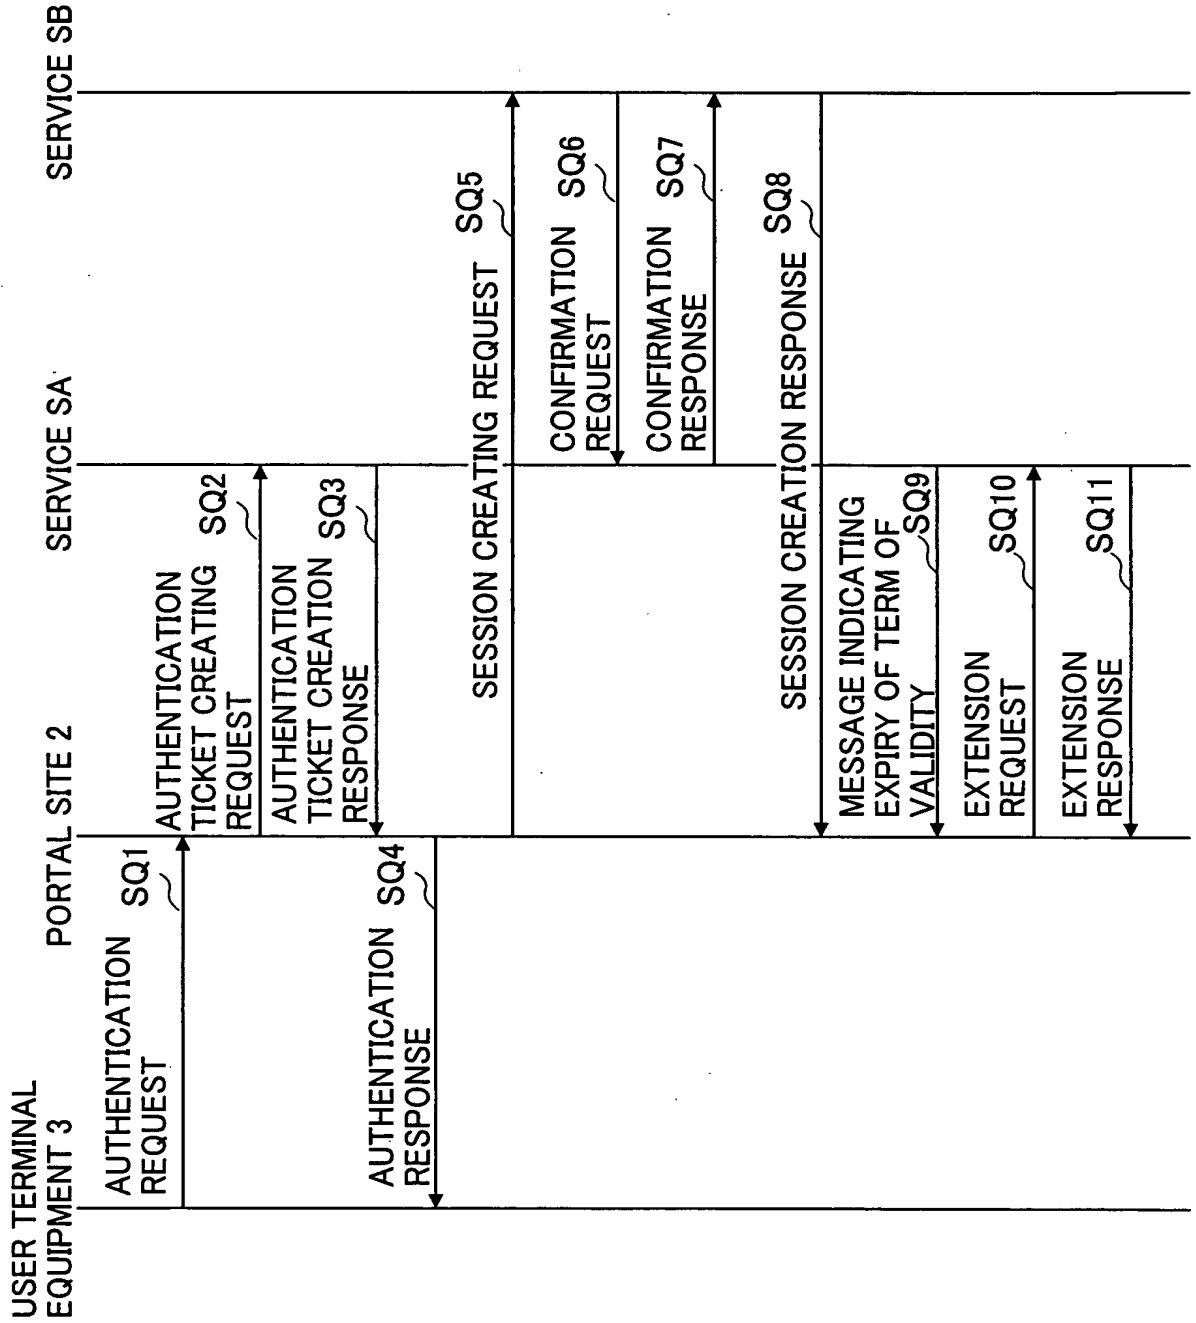 USER TERMINAL
EQUIPMENT 3
PORTAL SITE 2
SERVICE SA
SERVICE SB
AUTHENTICATION
REQUEST
SQ1
AUTHENTICATION
TICKET CREATING
REQUEST
SQ2
AUTHENTICATION
TICKET CREATION
RESPONSE
SQ3
AUTHENTICATION
RESPONSE
SQ4
SESSION CREATING REQUEST
SQ5
CONFIRMATION
REQUEST
SQ6
CONFIRMATION
RESPONSE
SQ7
SESSION CREATION RESPONSE
SQ8
MESSAGE INDICATING
EXPIRY OF TERM OF
VALIDITY
SQ9
EXTENSION
REQUEST
SQ10
EXTENSION
RESPONSE
SQ11